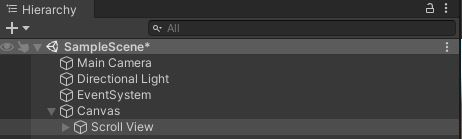 Hierarchy
All
SampleScene*
Main Camera
Directional Light
EventSystem
Canvas
Scroll View